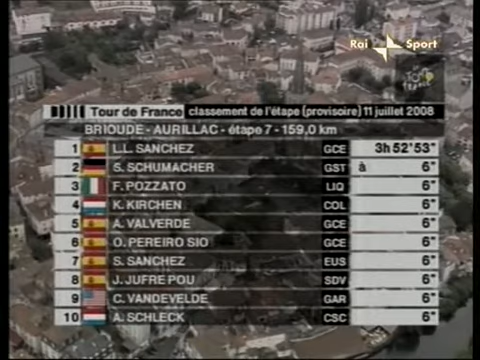 Rai Sport
Tour de France
Tour de France classement de l'étape (provisoire) 11 juillet 2008
BRIOUDE - AURILLAC - étape 7 - 159,0 km
1 L.L. SANCHEZ GCE 3h 52'53"
2 S. SCHUMACHER GST à 6"
3 F. POZZATO LIQ 6"
4 K. KIRCHEN COL 6"
5 A. VALVERDE GCE 6"
6 O. PEREIRO SIO GCE 6"
7 S. SANCHEZ EUS 6"
8 J. JUFRE POU SDV 6"
9 C. VANDEVELDE GAR 6"
10 A. SCHLECK CSC 6"